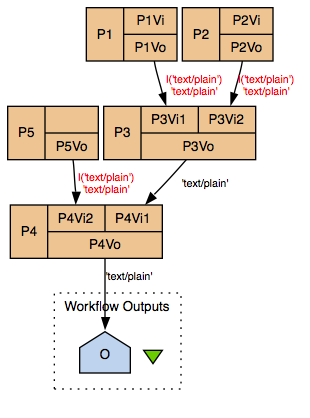 P1
P1Vi
P1Vo
P2
P2Vi
P2Vo
l('text/plain')
'text/plain'
l('text/plain')
'text/plain'
P5
P5Vo
P3
P3Vi1
P3Vi2
P3Vo
l('text/plain')
'text/plain'
'text/plain'
P4
P4Vi2
P4Vi1
P4Vo
'text/plain'
Workflow Outputs
O